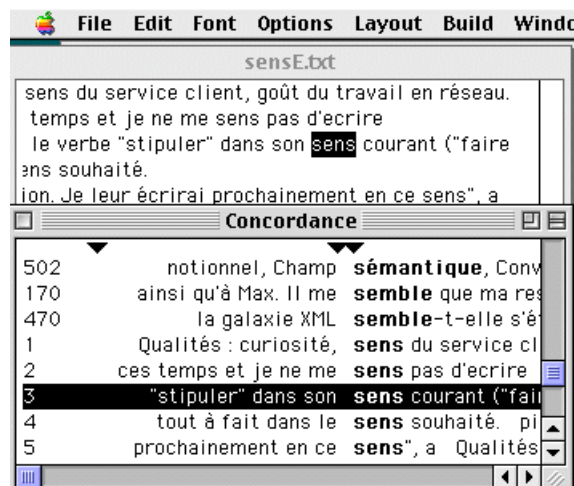 File Edit Font Options Layout Build
sensE.txt
sens du service client, goût du travail en réseau.
temps et je ne me sens pas d'ecrire
le verbe "stipuler" dans son sens courant ("faire
souhaité.
ion. Je leur écrirai prochainement en ce sens", a
Concordance
502 notionnel, Champ sémantique, Conv
170 ainsi qu'à Max. Il me semble que ma res
470 la galaxie XML semble-t-elle s'é
1 Qualités : curiosité, sens du service cl
2 ces temps et je ne me sens pas d'ecrire
3 "stipuler" dans son sens courant ("fai
4 tout à fait dans le sens souhaité. pi
5 prochainement en ce sens", a Qualités